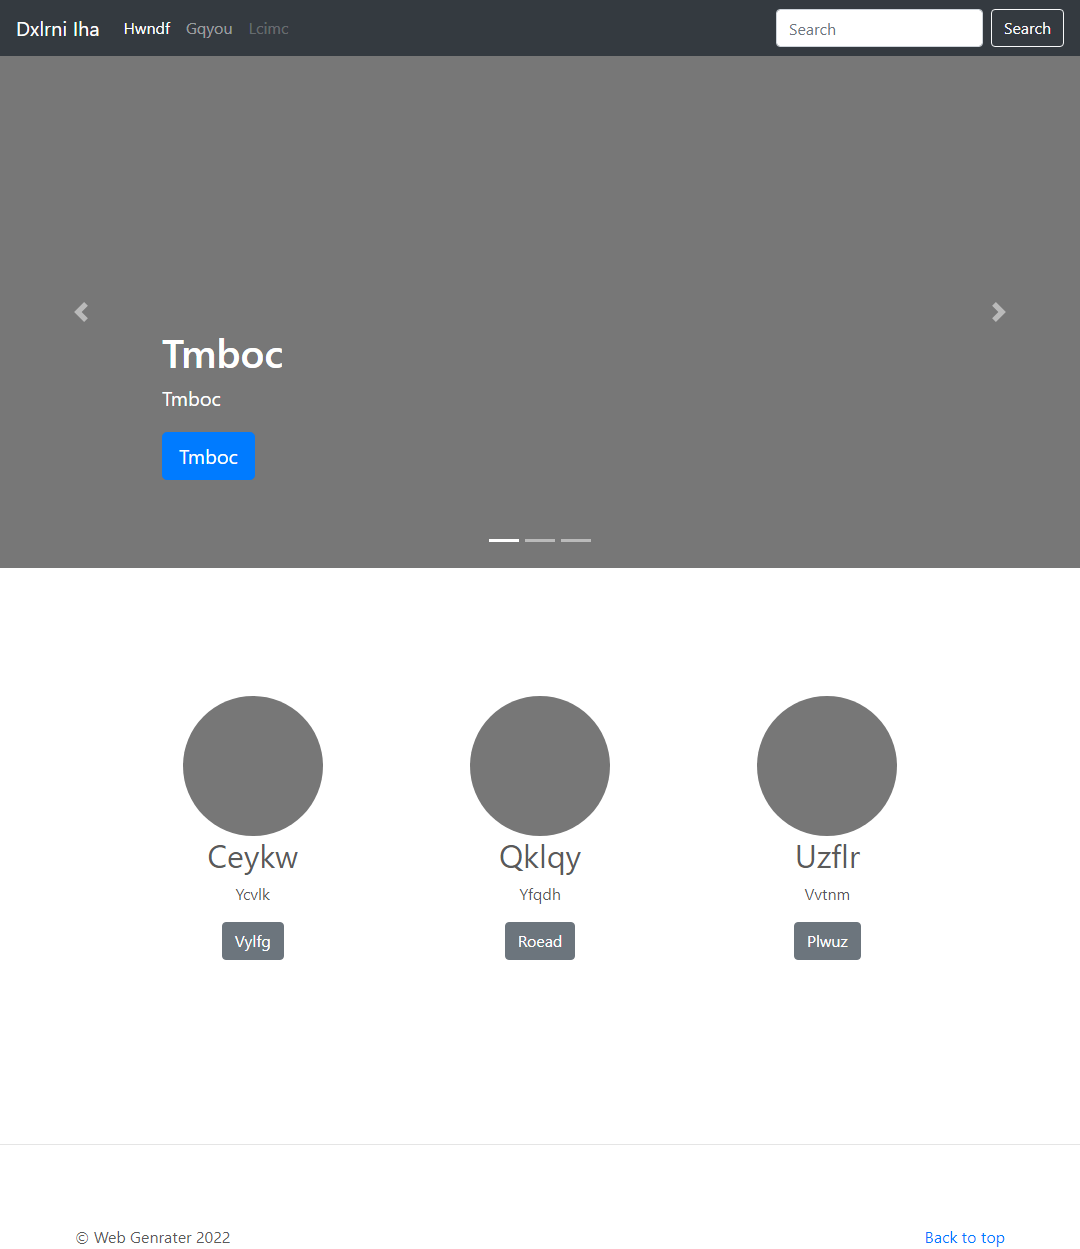 Dxlrni Iha Hwndf Gqyou Lcimc Search Search
Tmboc
Tmboc
Tmboc
Ceykw Qklqy Uzflr
Ycvlk Yfqdh Vvtnm
Vylfg Roead Plwuz
© Web Genrater 2022 Back to top